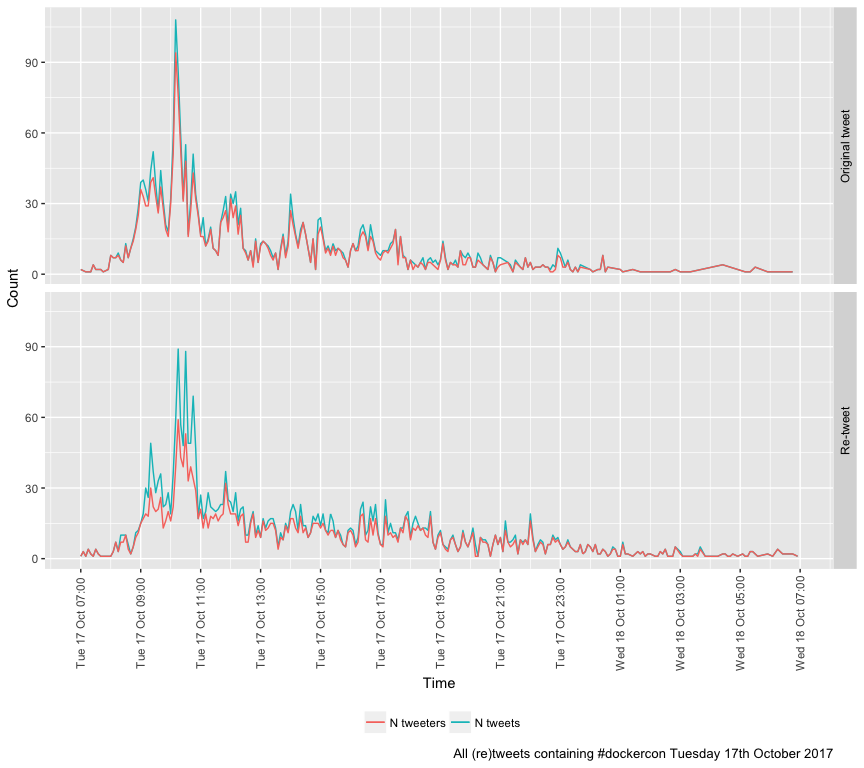 90
60
30
0
Original tweet
Count
90
60
30
0
Re-tweet
Tue 17 Oct 07:00
Tue 17 Oct 09:00
Tue 17 Oct 11:00
Tue 17 Oct 13:00
Tue 17 Oct 15:00
Tue 17 Oct 17:00
Tue 17 Oct 19:00
Tue 17 Oct 21:00
Tue 17 Oct 23:00
Wed 18 Oct 01:00
Wed 18 Oct 03:00
Wed 18 Oct 05:00
Wed 18 Oct 07:00
Time
N tweeters N tweets
All (re)tweets containing #dockercon Tuesday 17th October 2017